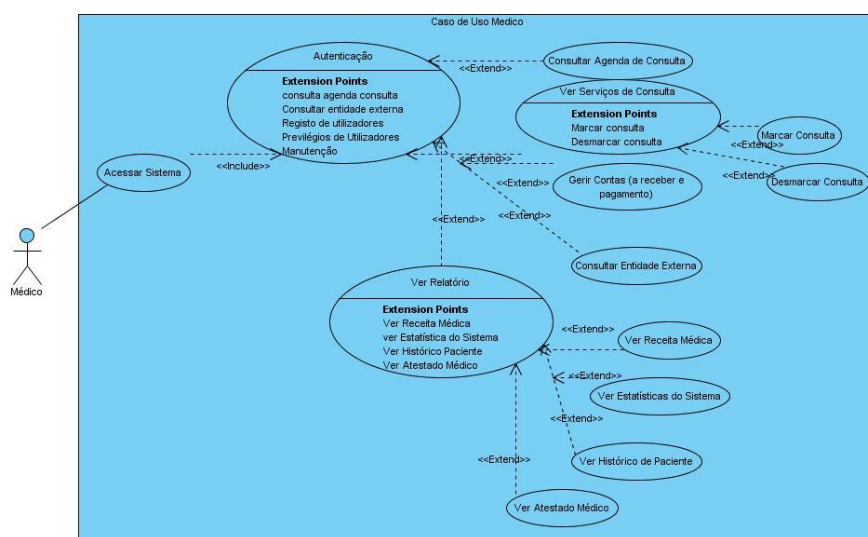 Caso de Uso Medico
Autenticação
Extension Points
consulta agenda consulta
Consultar entidade externa
Registo de utilizadores
Previlégios de Utilizadores
Manutenção
<<Extend>>
Consultar Agenda de Consulta
Ver Serviços de Consulta
Extension Points
Marcar consulta
Desmarcar consulta
<<Extend>>
Marcar Consulta
<<Extend>>
Desmarcar Consulta
Acessar Sistema
<<Include>>
<<Extend>>
<<Extend>>
Gerir Contas (a receber e
pagamento)
<<Extend>>
<<Extend>>
Médico
Consultar Entidade Externa
Ver Relatório
Extension Points
Ver Receita Médica
ver Estatística do Sistema
Ver Histórico Paciente
Ver Atestado Médico
<<Extend>>
Ver Receita Médica
<<Extend>>
Ver Estatísticas do Sistema
<<Extend>>
Ver Histórico de Paciente
<<Extend>>
Ver Atestado Médico